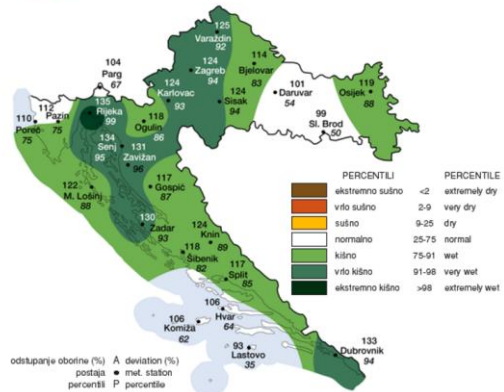 125
Varaždin
92
104
Parg
67
124
Zagreb
94
114
Bjelovar
83
124
Karlovac
93
101
Daruvar
54
119
Osijek
88
112
Pazin
75
135
Rijeka
99
124
Sisak
94
110
Poreč
75
118
Ogulin
86
99
Sl. Brod
50
134
Senj
95
131
Zavižan
96
122
M. Lošinj
88
117
Gospić
87
130
Zadar
93
124
Knin
89
118
Šibenik
82
117
Split
85
106
Hvar
64
106
Komiža
62
93
Lastovo
35
133
Dubrovnik
94
PERCENTILI PERCENTILE
ekstremno sušno <2 extremely dry
vrlo sušno 2-9 very dry
sušno 9-25 dry
normalno 25-75 normal
kišno 75-91 wet
vrlo kišno 91-98 very wet
ekstremno kišno >98 extremely wet
odstupanje oborine (%) A deviation (%)
postaja ● met. station
percentili P percentile